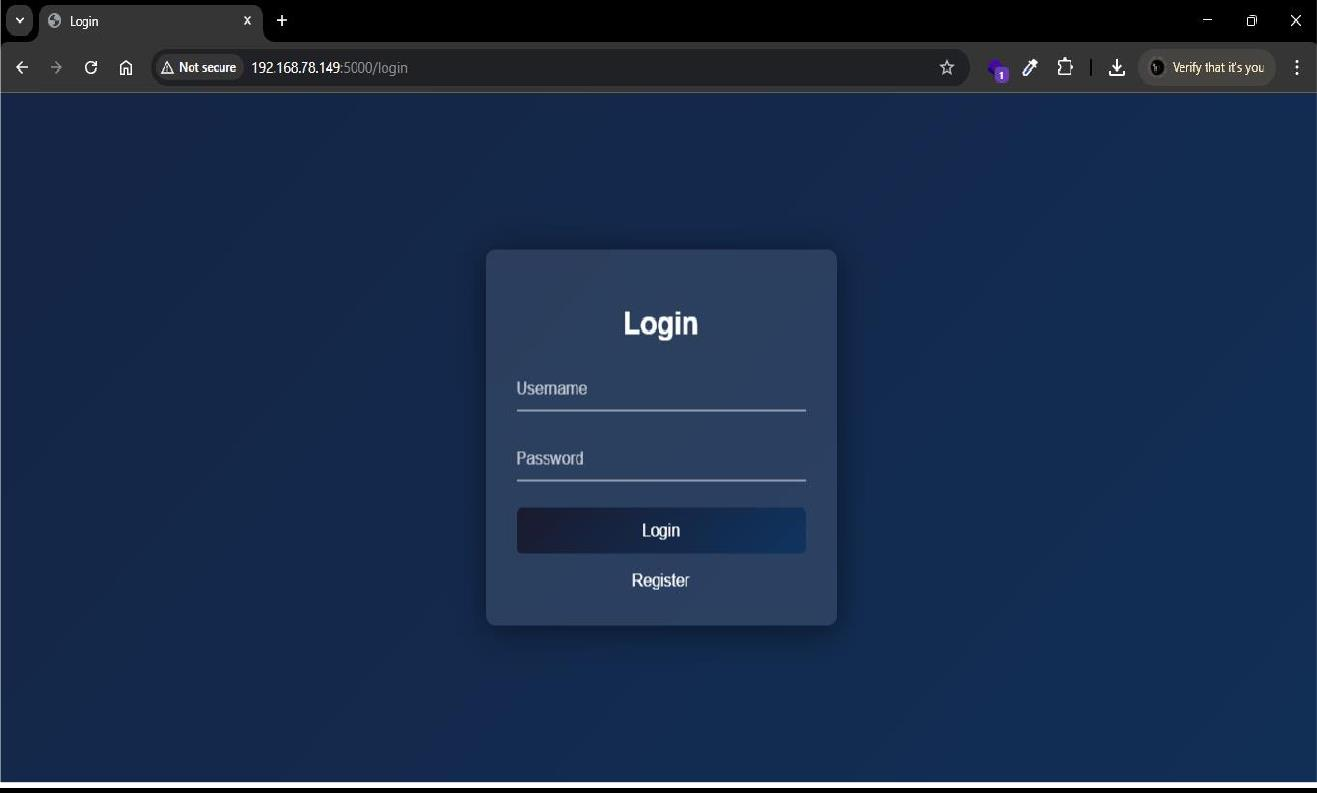 Login
Not secure 192.168.78.149:5000/login
1
Verify that it's you
Login
Username
Password
Login
Register